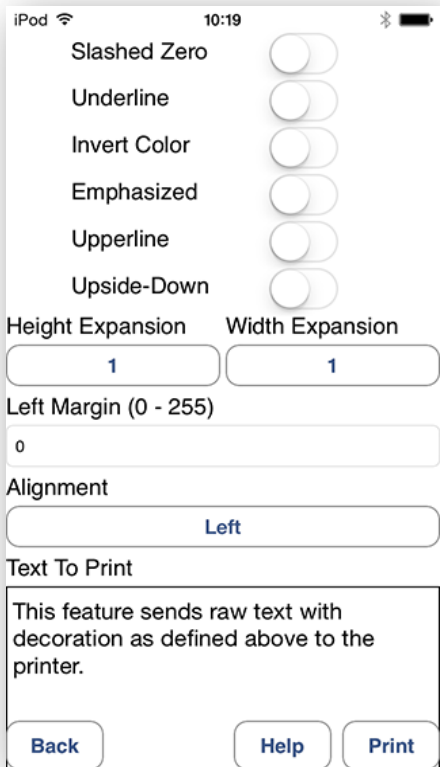 iPod 10:19
Slashed Zero
Underline
Invert Color
Emphasized
Upperline
Upside-Down
Height Expansion Width Expansion
1 1
Left Margin (0 - 255)
0
Alignment
Left
Text To Print
This feature sends raw text with
decoration as defined above to the
printer.
Back Help Print